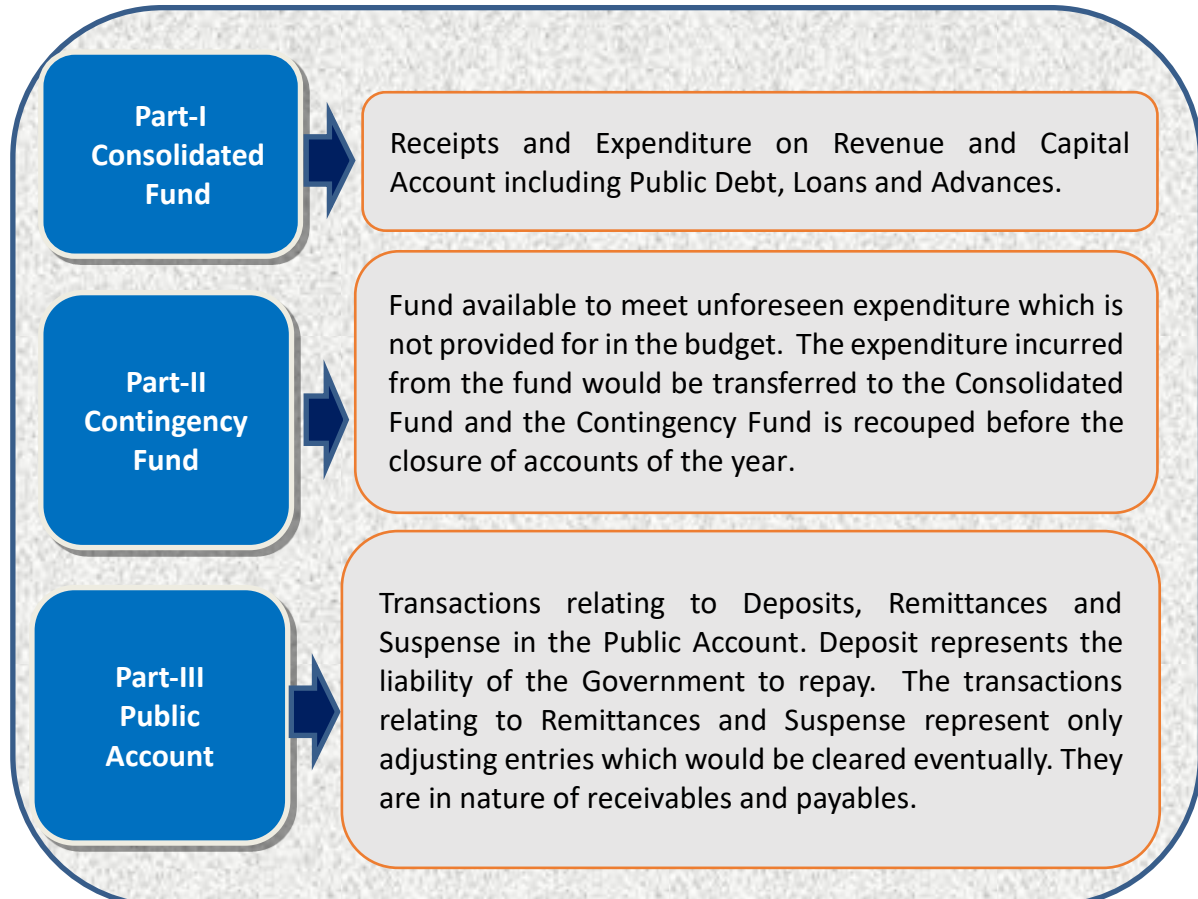 Part-I
Consolidated
Fund
Receipts and Expenditure on Revenue and Capital
Account including Public Debt, Loans and Advances.
Part-II
Contingency
Fund
Fund available to meet unforeseen expenditure which is
not provided for in the budget. The expenditure incurred
from the fund would be transferred to the Consolidated
Fund and the Contingency Fund is recouped before the
closure of accounts of the year.
Part-III
Public
Account
Transactions relating to Deposits, Remittances and
Suspense in the Public Account. Deposit represents the
liability of the Government to repay. The transactions
relating to Remittances and Suspense represent only
adjusting entries which would be cleared eventually. They
are in nature of receivables and payables.